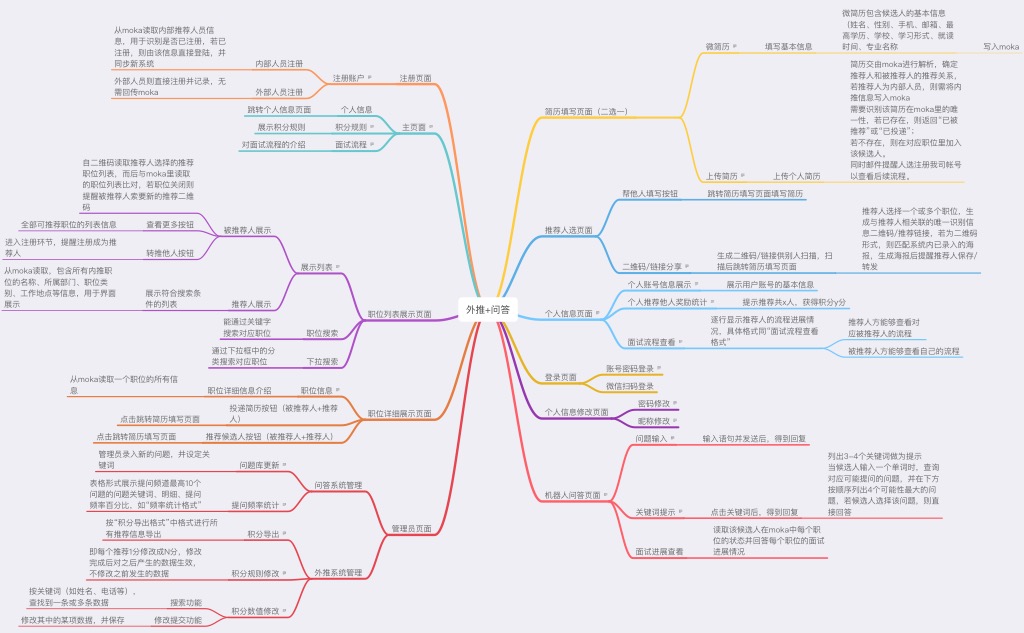 外推+问答
注册页面
注册账户
内部人员注册
从moka读取内部推荐人员信
息，用于识别是否已注册，若已
注册，则由该信息直接登陆，并
同步新系统
外部人员注册
外部人员则直接注册并记录，无
需回传moka
主页面
个人信息
跳转个人信息页面
积分规则
展示积分规则
面试流程
对面试流程的介绍
职位列表展示页面
展示列表
被推荐人展示
自二维码读取推荐人选择的推荐
职位列表，而后与moka里读取
的职位列表比对，若职位关闭则
提醒被推荐人索要新的推荐二维
码
查看更多按钮
全部可推荐职位的列表信息
转推他人按钮
进入注册环节，提醒注册成为推
荐人
推荐人展示
展示符合搜索条
件的列表
从moka读取，包含所有内推职
位的名称、所属部门、职位类
别、工作地点等信息，用于界面
展示
职位搜索
能通过关键字
搜索对应职位
下拉搜索
通过下拉框中的分
类搜索对应职位
职位详细展示页面
职位信息
职位详细信息介绍
从moka读取一个职位的所有信
息
投递简历按钮（被推荐人+推荐
人）
点击跳转简历填写页面
推荐候选人按钮（被推荐人+推荐人）
点击跳转简历填写页面
管理员页面
问答系统管理
问题库更新
管理员录入新的问题，并设定关
键词
提问频率统计
表格形式展示提问频道最高10个
问题的问题关键词、明细、提问
频率百分比，如“频率统计格式”
外推系统管理
积分导出
按“积分导出格式”中格式进行所
有推荐信息导出
积分规则修改
即每个推荐1分修改成N分，修改
完成后对之后产生的数据生效，
不修改之前发生的数据
积分数值修改
搜索功能
按关键词（如姓名、电话等），
查找到一条或多条数据
修改提交功能
修改其中的某项数据，并保存
简历填写页面（二选一）
微简历
填写基本信息
微简历包含候选人的基本信息
（姓名、性别、手机、邮箱、最
高学历、学校、学习形式、就读
时间、专业名称
写入moka
上传简历
上传个人简历
简历交由moka进行解析，确定
推荐人和被推荐人的推荐关系，
若推荐人为内部人员，则需将内
推信息写入moka
需要识别该简历在moka里的唯
一性，若已存在，则返回“已被
推荐”或“已投递”；
若不存在，则在对应职位里加入
该候选人。
同时邮件提醒人选注册我司帐号
以查看后续流程。
推荐人选页面
帮他人填写按钮
跳转简历填写页面填写简历
二维码/链接分享
生成二维码/链接供别人扫描，扫
描后跳转简历填写页面
推荐人选择一个或多个职位，生
成与推荐人相关联的唯一识别信
息二维码/推荐链接，若为二维码
形式，则匹配系统内已录入的海
报，生成海报后提醒推荐人保存/
转发
个人信息页面
个人账号信息展示
展示用户账号的基本信息
个人推荐他人奖励统计
提示推荐共x人，获得积分y分
面试流程查看
逐行显示推荐人的流程进展情
况，具体格式同“面试流程查看
格式”
推荐人方能够查看对
应被推荐人的流程
被推荐人方能够查看自己的流程
登录页面
账号密码登录
微信扫码登录
个人信息修改页面
密码修改
昵称修改
机器人问答页面
问题输入
输入语句并发送后，得到回复
关键词提示
点击关键词后，得到回复
列出3-4个关键词做为提示
当候选人输入一个单词时，查询
对应可能提问的问题，并在下方
按顺序列出4个可能性最大的问
题，若候选人选择该问题，则直
接回答
面试进展查看
读取该候选人在moka中每个职
位的状态并回答每个职位的面试
进展情况